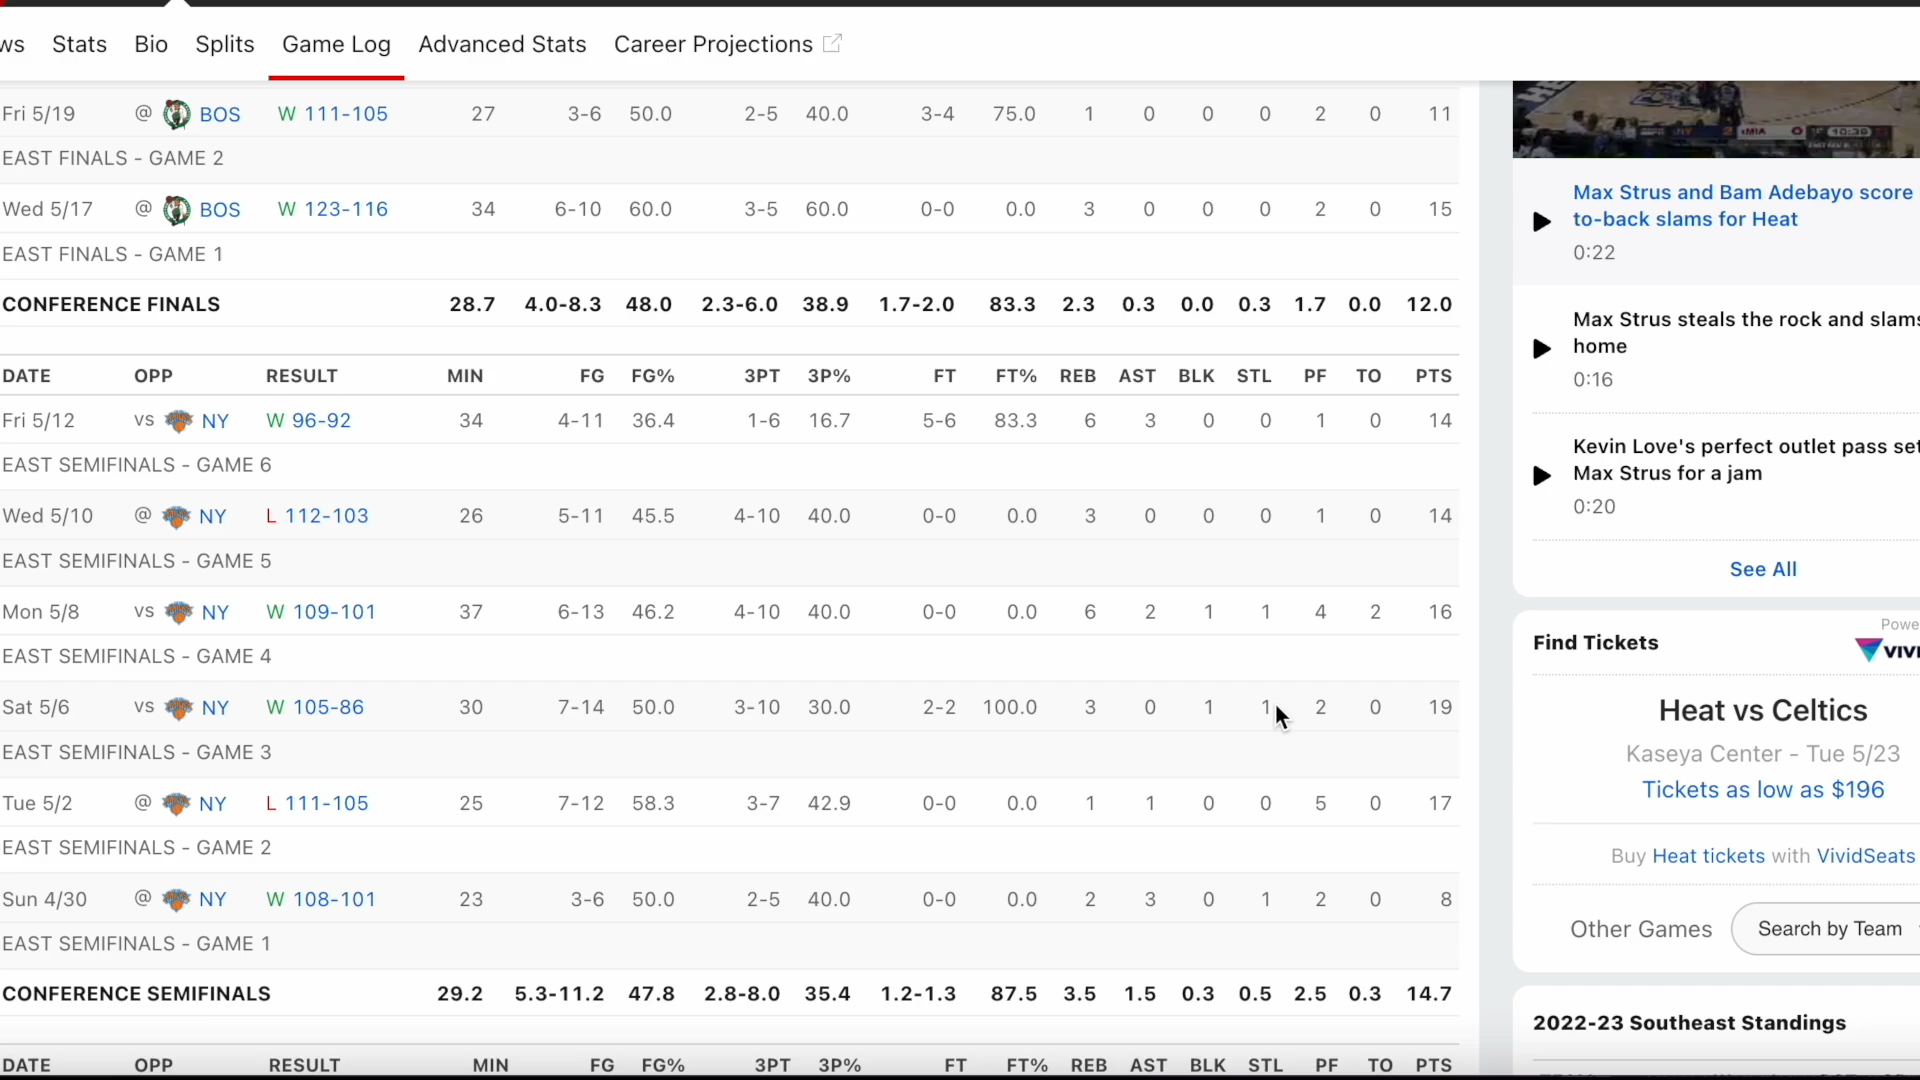 ws Stats Bio Splits Game Log Advanced Stats Career Projections
Fri 5/19 @ BOS W 111-105 27 3-6 50.0 2-5 40.0 3-4 75.0 1 0 0 0 2 0 11
EAST FINALS - GAME 2
Wed 5/17 @ BOS W 123-116 34 6-10 60.0 3-5 60.0 0-0 0.0 3 0 0 0 2 0 15
EAST FINALS - GAME 1
CONFERENCE FINALS 28.7 4.0-8.3 48.0 2.3-6.0 38.9 1.7-2.0 83.3 2.3 0.3 0.0 0.3 1.7 0.0 12.0
DATE OPP RESULT MIN FG FG% 3PT 3P% FT FT% REB AST BLK STL PF TO PTS
Fri 5/12 vs NY W 96-92 34 4-11 36.4 1-6 16.7 5-6 83.3 6 3 0 0 1 0 14
EAST SEMIFINALS - GAME 6
Wed 5/10 @ NY L 112-103 26 5-11 45.5 4-10 40.0 0-0 0.0 3 0 0 0 1 0 14
EAST SEMIFINALS - GAME 5
Mon 5/8 vs NY W 109-101 37 6-13 46.2 4-10 40.0 0-0 0.0 6 2 1 1 4 2 16
EAST SEMIFINALS - GAME 4
Sat 5/6 vs NY W 105-86 30 7-14 50.0 3-10 30.0 2-2 100.0 3 0 1 1 2 0 19
EAST SEMIFINALS - GAME 3
Tue 5/2 @ NY L 111-105 25 7-12 58.3 3-7 42.9 0-0 0.0 1 1 0 0 5 0 17
EAST SEMIFINALS - GAME 2
Sun 4/30 @ NY W 108-101 23 3-6 50.0 2-5 40.0 0-0 0.0 2 3 0 1 2 0 8
EAST SEMIFINALS - GAME 1
CONFERENCE SEMIFINALS 29.2 5.3-11.2 47.8 2.8-8.0 35.4 1.2-1.3 87.5 3.5 1.5 0.3 0.5 2.5 0.3 14.7
DATE OPP RESULT MIN FG FG% 3PT 3P% FT FT% REB AST BLK STL PF TO PTS
NY 2 MIA 0 10:39
Max Strus and Bam Adebayo score
to-back slams for Heat
0:22
Max Strus steals the rock and slams
home
0:16
Kevin Love's perfect outlet pass set
Max Strus for a jam
0:20
See All
Powe
Find Tickets VIVI
Heat vs Celtics
Kaseya Center - Tue 5/23
Tickets as low as $196
Buy Heat tickets with VividSeats
Other Games Search by Team
2022-23 Southeast Standings